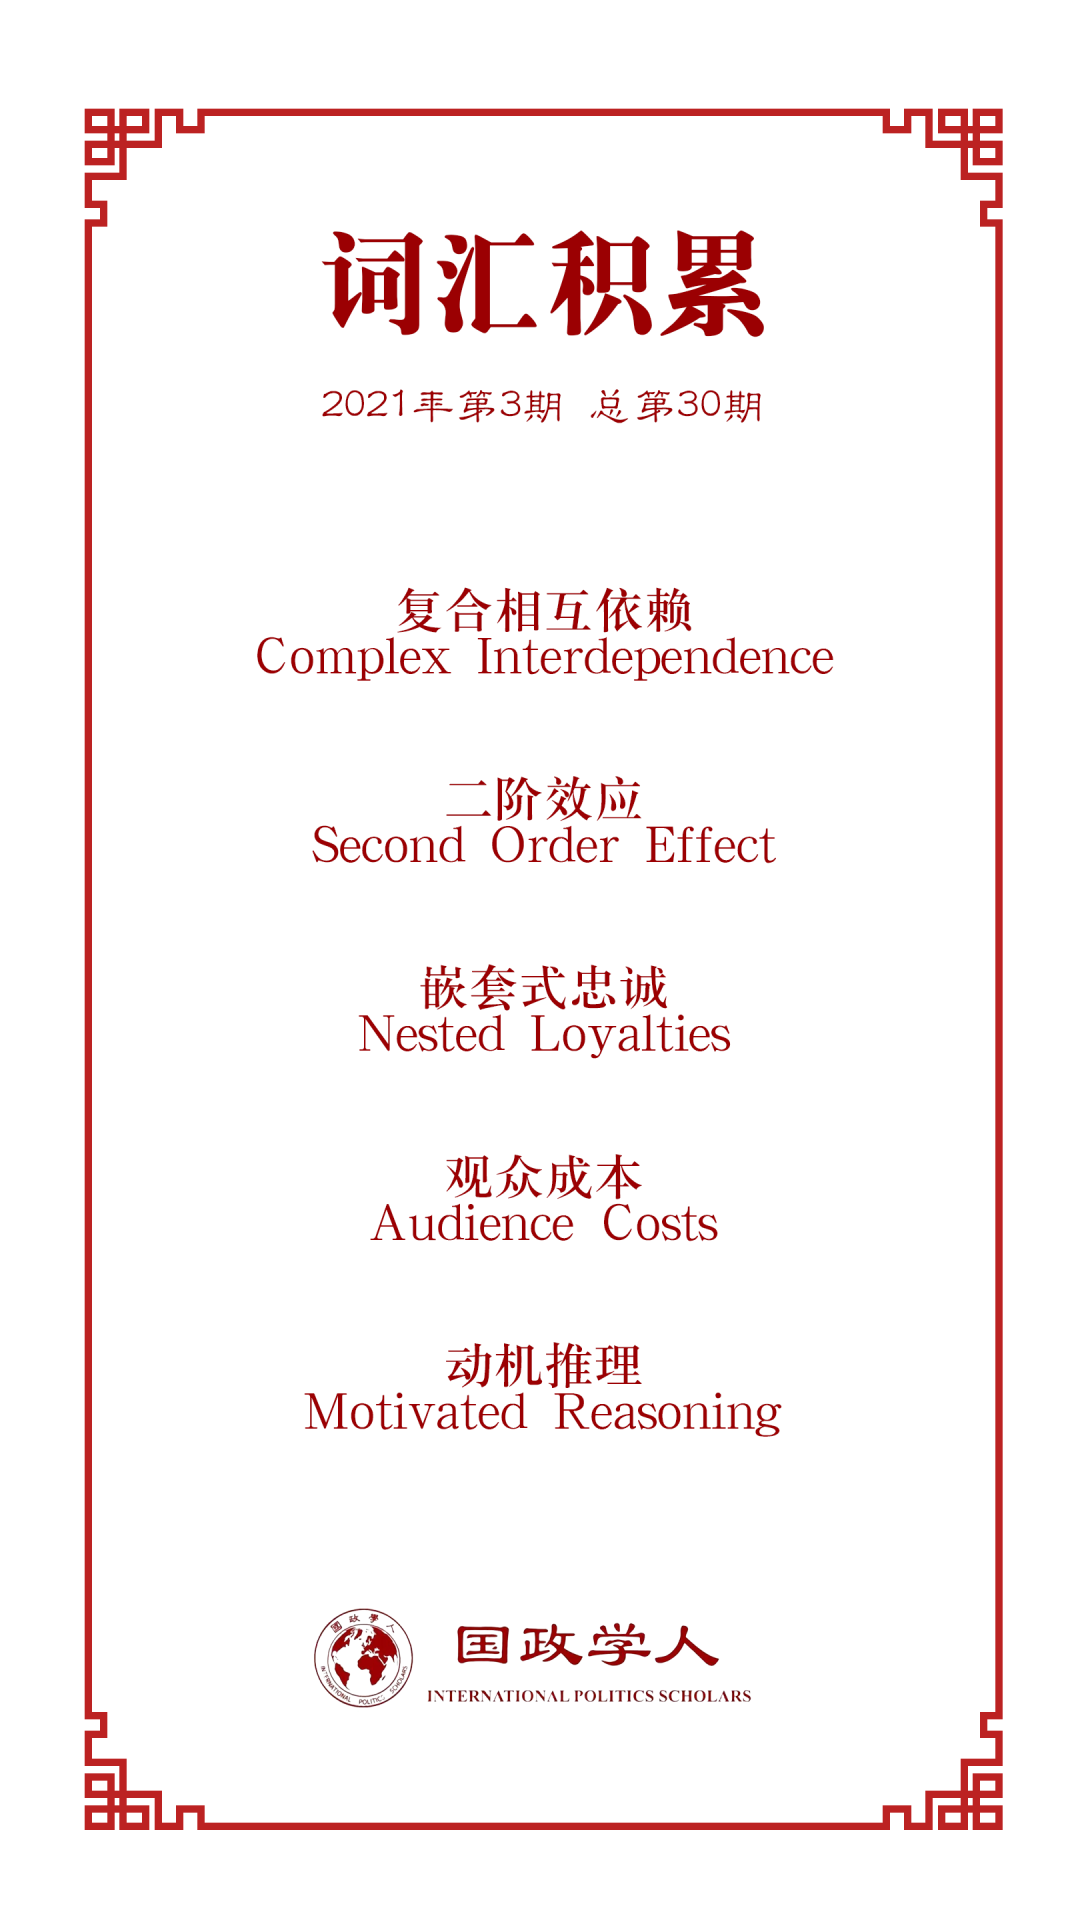 词汇积累
2021年第3期 总第30期
复合相互依赖
Complex Interdependence
二阶效应
Second Order Effect
嵌套式忠诚
Nested Loyalties
观众成本
Audience Costs
动机推理
Motivated Reasoning
國政學人
INTERNATIONAL POLITICS SCHOLARS
国政学人
INTERNATIONAL POLITICS SCHOLARS